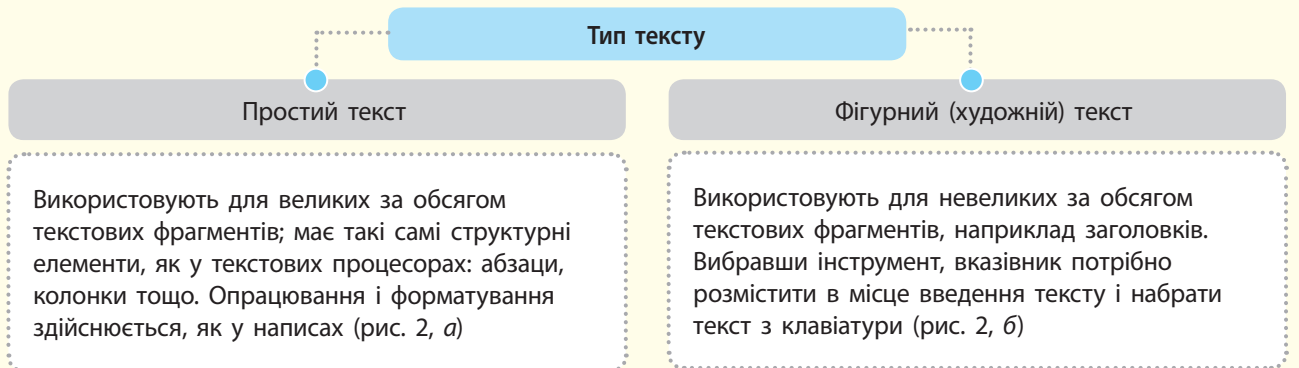 Тип тексту
Простий текст
Використовують для великих за обсягом
текстових фрагментів; має такі самі структурні
елементи, як у текстових процесорах: абзаци,
колонки тощо. Опрацювання і форматування
здійснюється, як у написах (рис. 2, а)
Фігурний (художній) текст
Використовують для невеликих за обсягом
текстових фрагментів, наприклад заголовків.
Вибравши інструмент, вказівник потрібно
розмістити в місце введення тексту і набрати
текст з клавіатури (рис. 2, б)